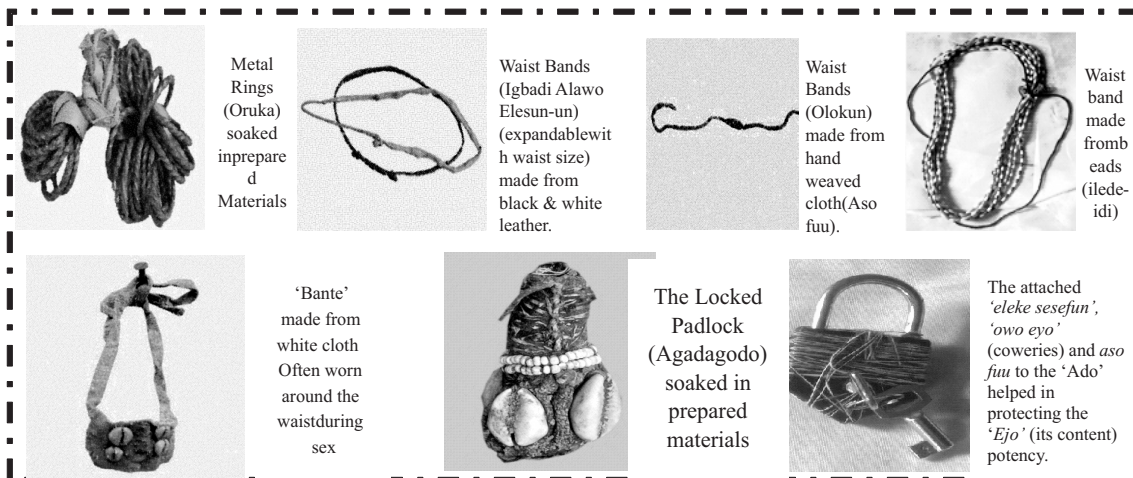 Metal
Rings
(Oruka)
soaked
inprepare
d
Materials
Waist Bands
(Igbadi Alawo
Elesun-un)
(expandablewit
h waist size)
made from
black & white
leather.
Waist
Bands
(Olokun)
made from
hand
weaved
cloth(Aso
fuu).
Waist
band
made
fromb
eads
(ilede-
idi)
‘Bante’
made from
white cloth
Often worn
around the
waistduring
sex
The Locked
Padlock
(Agadagodo)
soaked in
prepared
materials
The attached
‘eleke sesefun’,
‘owo eyo’
(coweries) and aso
fuu to the ‘Ado’
helped in
protecting the
‘Ejo’ (its content)
potency.